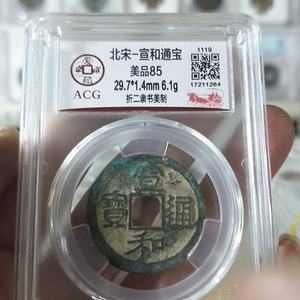 北宋-宣和通宝
美品85
29.7*1.4mm 6.1g
折二隶书美制
1119
17211264
ACG
宣
寳 通
和